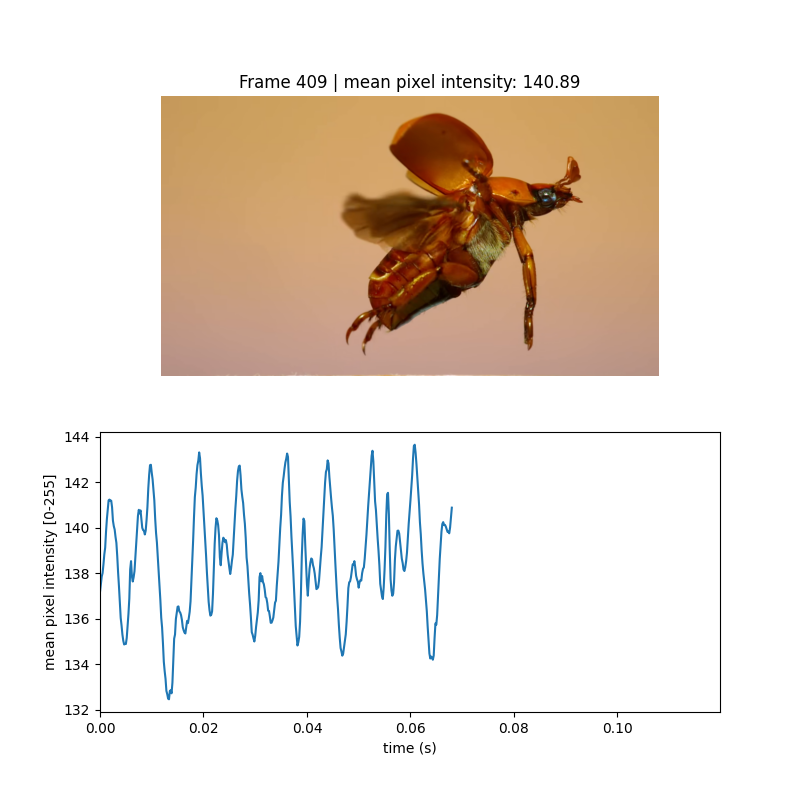 Frame 409 | mean pixel intensity: 140.89
144
142
140
138
136
134
132
mean pixel intensity [0-255]
0.00 0.02 0.04 0.06 0.08 0.10
time (s)